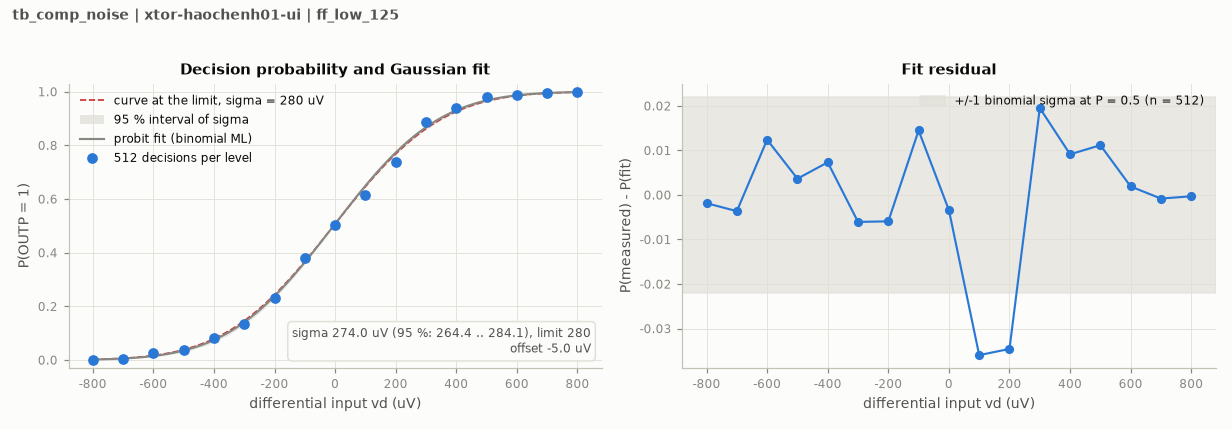 tb_comp_noise | xtor-haochenh01-ui | ff_low_125
Decision probability and Gaussian fit
curve at the limit, sigma = 280 uV
95 % interval of sigma
probit fit (binomial ML)
512 decisions per level
P(OUTP = 1)
1.0
0.8
0.6
0.4
0.2
0.0
sigma 274.0 uV (95 %: 264.4 .. 284.1), limit 280
offset -5.0 uV
-800 -600 -400 -200 0 200 400 600 800
differential input vd (uV)
Fit residual
+/-1 binomial sigma at P = 0.5 (n = 512)
P(measured) - P(fit)
0.02
0.01
0.00
-0.01
-0.02
-0.03
-800 -600 -400 -200 0 200 400 600 800
differential input vd (uV)